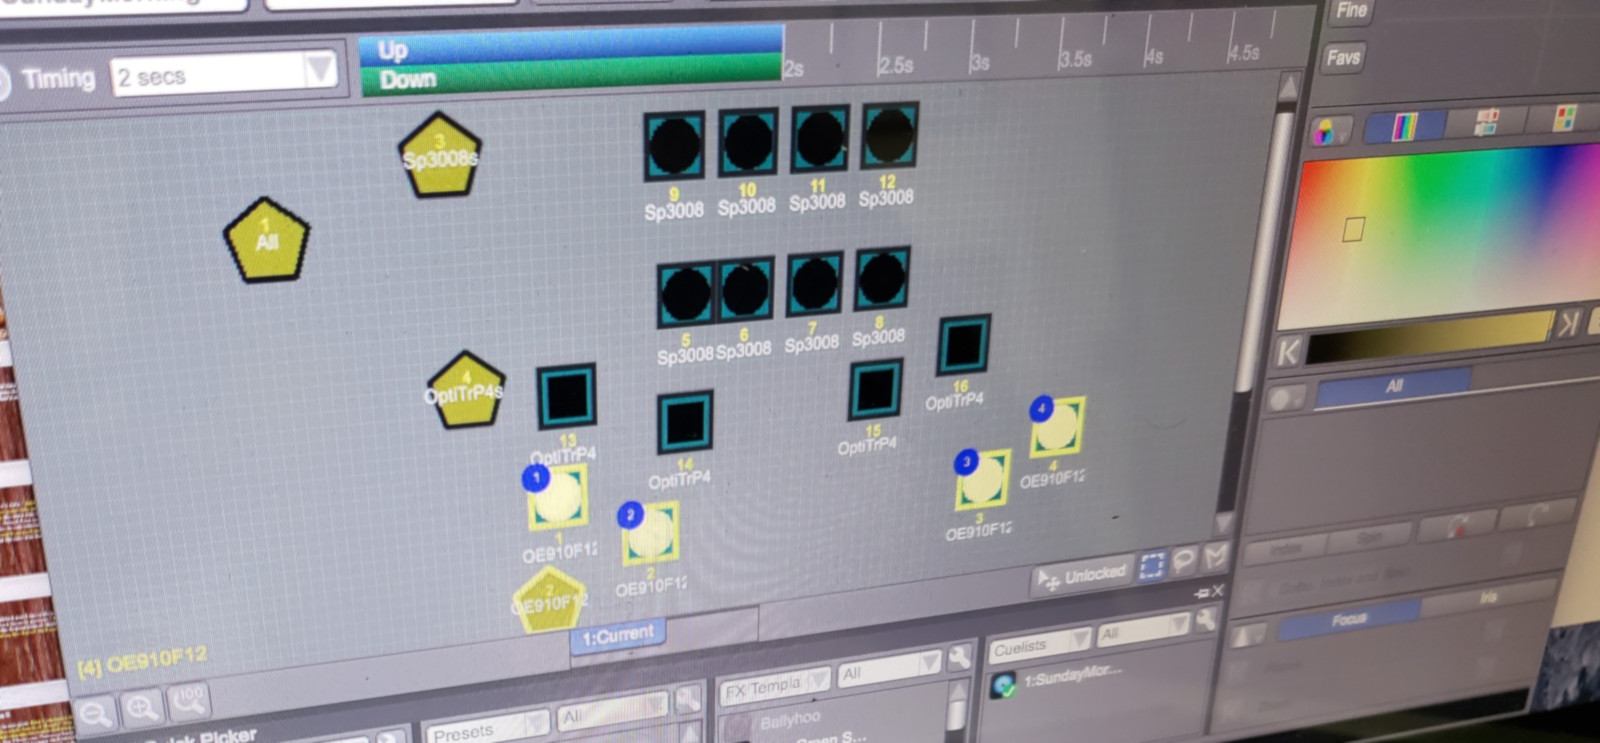 Timing
2 secs
Up
Down
2s
2.5s
3s
3.5s
4s
4.5s
Fine
Favs
3
Sp3008s
1
All
9
Sp3008
10
Sp3008
11
Sp3008
12
Sp3008
5
Sp3008
6
Sp3008
7
Sp3008
8
Sp3008
4
OptiTrP4s
13
OptiTrP4
14
OptiTrP4
15
OptiTrP4
16
OptiTrP4
1
1
OE910F12
2
2
OE910F12
3
3
OE910F12
4
4
OE910F12
2
OE910F12
All
Index
Spin
Unlocked
1:Current
[4] OE910F12
100
Focus
Iris
Cuelists
All
1:SundayMor...
FX Templa
All
Ballyhoo
Presets
All
Picker